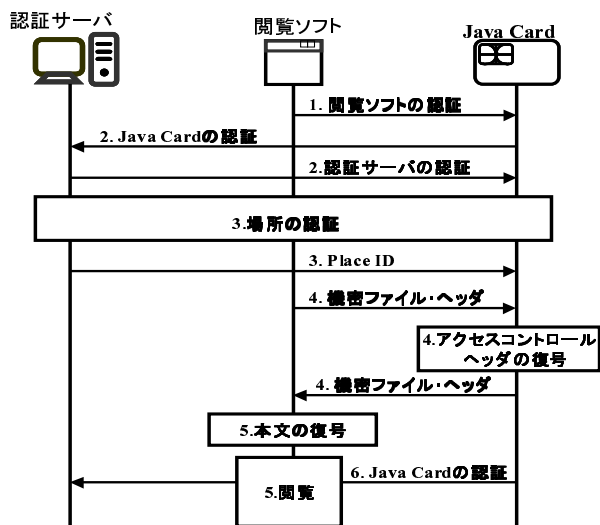 認証サーバ
閲覧ソフト
Java Card
1. 閲覧ソフトの認証
2. Java Cardの認証
2.認証サーバの認証
3.場所の認証
3. Place ID
4. 機密ファイル・ヘッダ
4.アクセスコントロール
ヘッダの復号
4. 機密ファイル・ヘッダ
5.本文の復号
6. Java Cardの認証
5.閲覧